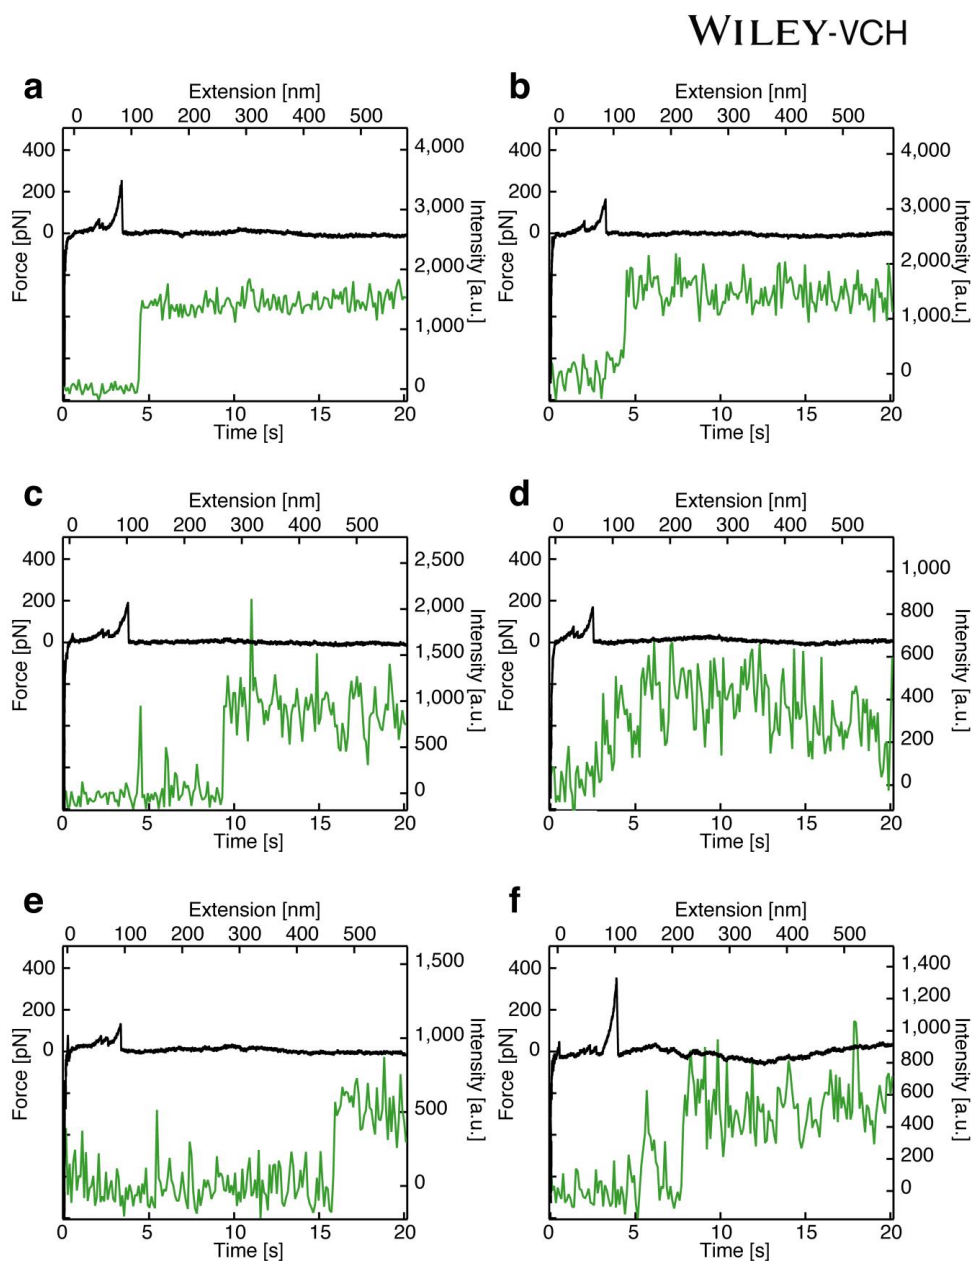 WILEY-VCH
a
Extension [nm]
0 100 200 300 400 500
400
200
0
Force [pN]
4,000
3,000
2,000
1,000
0
Intensity [a.u.]
0 5 10 15 20
Time [s]
b
Extension [nm]
0 100 200 300 400 500
400
200
0
Force [pN]
4,000
3,000
2,000
1,000
0
Intensity [a.u.]
0 5 10 15 20
Time [s]
c
Extension [nm]
0 100 200 300 400 500
400
200
0
Force [pN]
2,500
2,000
1,500
1,000
500
0
Intensity [a.u.]
0 5 10 15 20
Time [s]
d
Extension [nm]
0 100 200 300 400 500
400
200
0
Force [pN]
1,000
800
600
400
200
0
Intensity [a.u.]
0 5 10 15 20
Time [s]
e
Extension [nm]
0 100 200 300 400 500
400
200
0
Force [pN]
1,500
1,000
500
0
Intensity [a.u.]
0 5 10 15 20
Time [s]
f
Extension [nm]
0 100 200 300 400 500
400
200
0
Force [pN]
1,400
1,200
1,000
800
600
400
200
0
Intensity [a.u.]
0 5 10 15 20
Time [s]